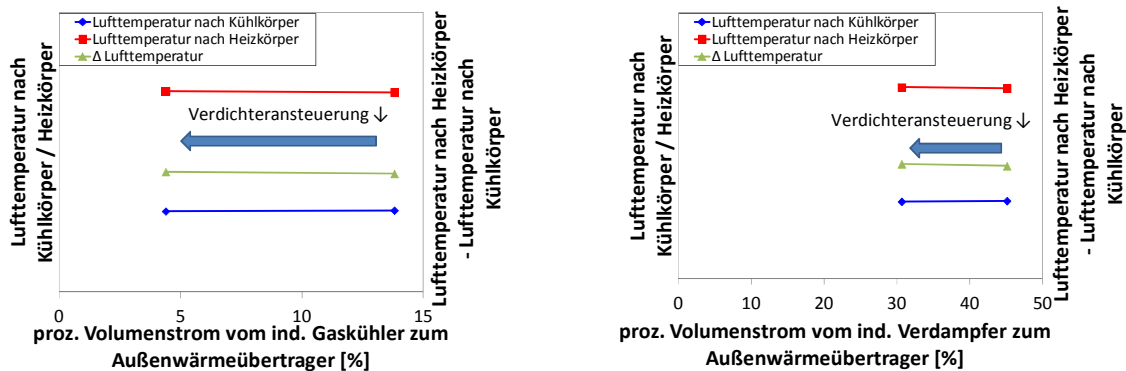 Lufttemperatur nach Kühlkörper
Lufttemperatur nach Heizkörper
Δ Lufttemperatur
Lufttemperatur nach
Kühlkörper / Heizkörper
Verdichteransteuerung ↓
Lufttemperatur nach Heizkörper
- Lufttemperatur nach
Kühlkörper
0 5 10 15
proz. Volumenstrom vom ind. Gaskühler zum
Außenwärmeübertrager [%]
Lufttemperatur nach Kühlkörper
Lufttemperatur nach Heizkörper
Δ Lufttemperatur
Lufttemperatur nach
Kühlkörper / Heizkörper
Verdichteransteuerung ↓
Lufttemperatur nach Heizkörper
- Lufttemperatur nach
Kühlkörper
0 10 20 30 40 50
proz. Volumenstrom vom ind. Verdampfer zum
Außenwärmeübertrager [%]